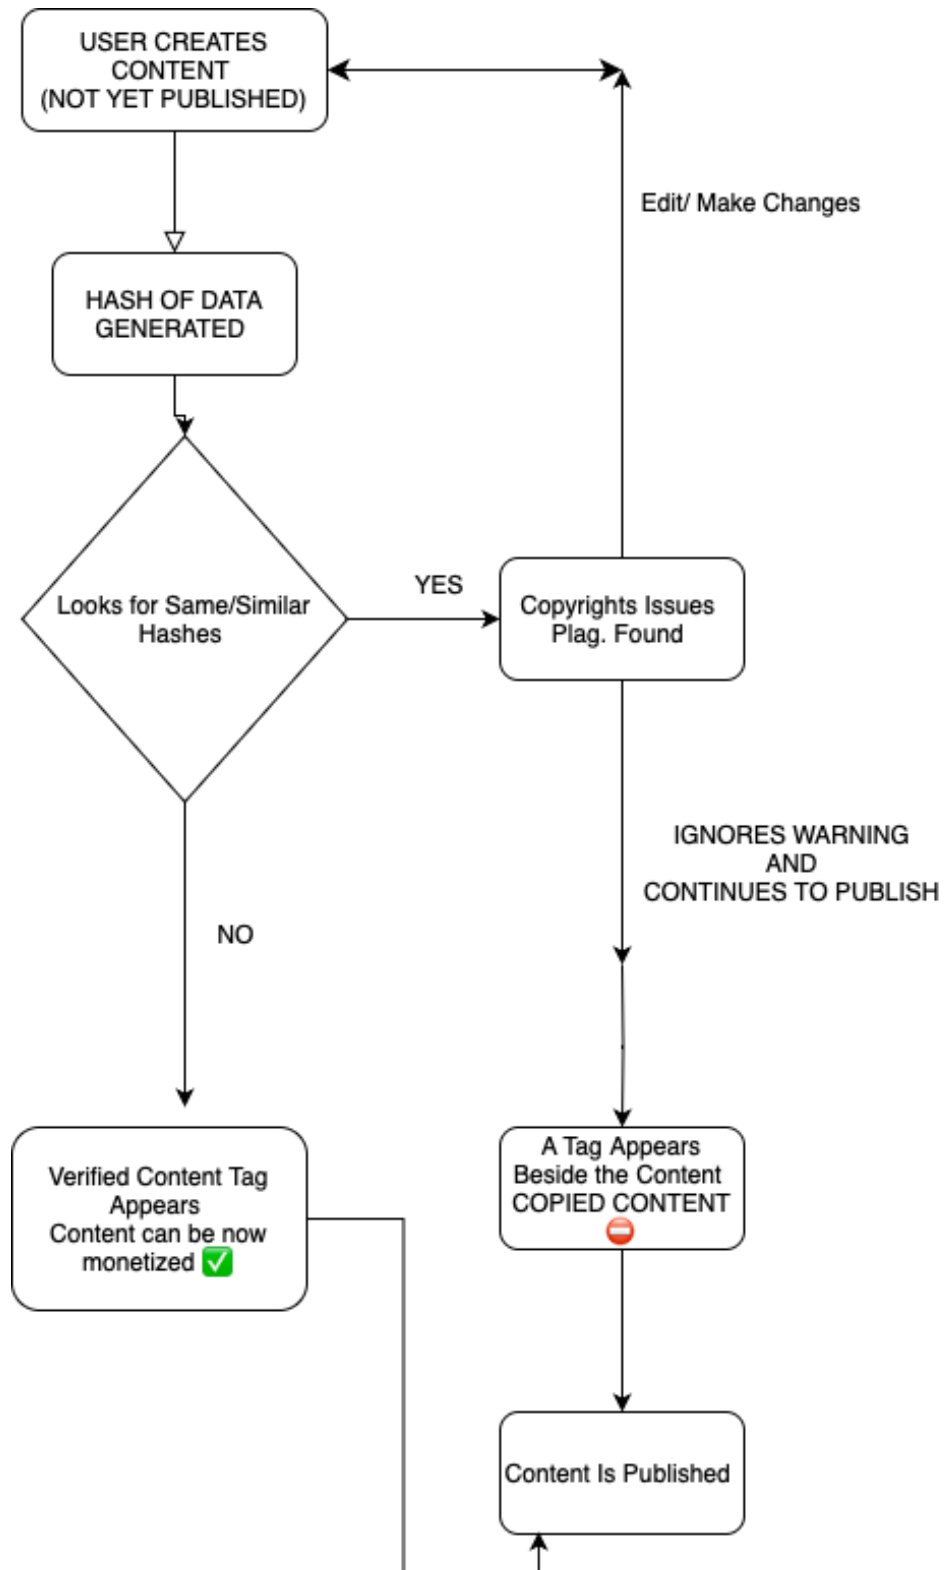 USER CREATES
CONTENT
(NOT YET PUBLISHED)
Edit/ Make Changes
HASH OF DATA
GENERATED
Looks for Same/Similar
Hashes
YES
Copyrights Issues
Plag. Found
IGNORES WARNING
AND
CONTINUES TO PUBLISH
NO
Verified Content Tag
Appears
Content can be now
monetized ✅
A Tag Appears
Beside the Content
COPIED CONTENT
⛔
Content Is Published